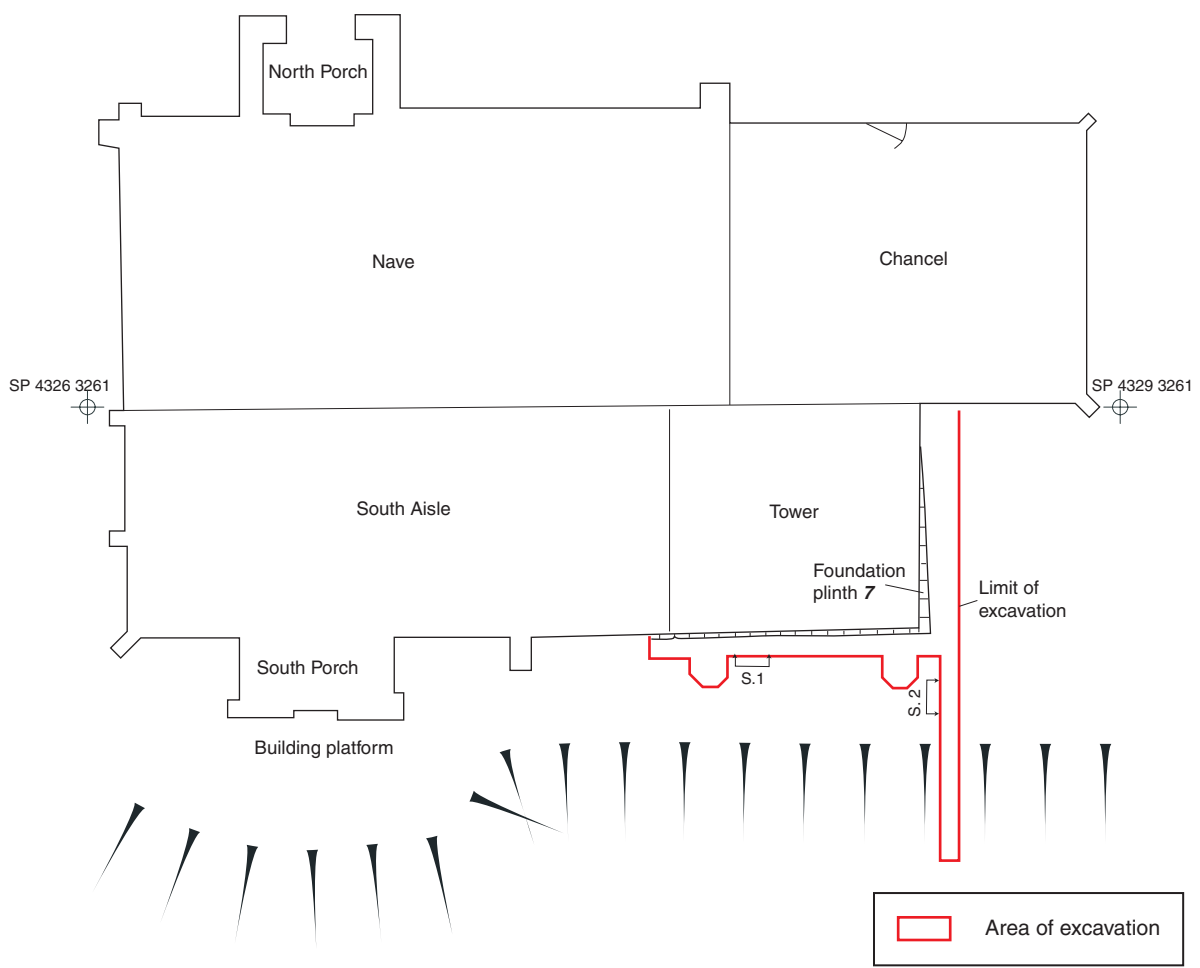 North Porch
Nave
Chancel
SP 4326 3261
SP 4329 3261
South Aisle
Tower
Foundation
plinth 7
Limit of
excavation
South Porch
S.1
S. 2
Building platform
Area of excavation